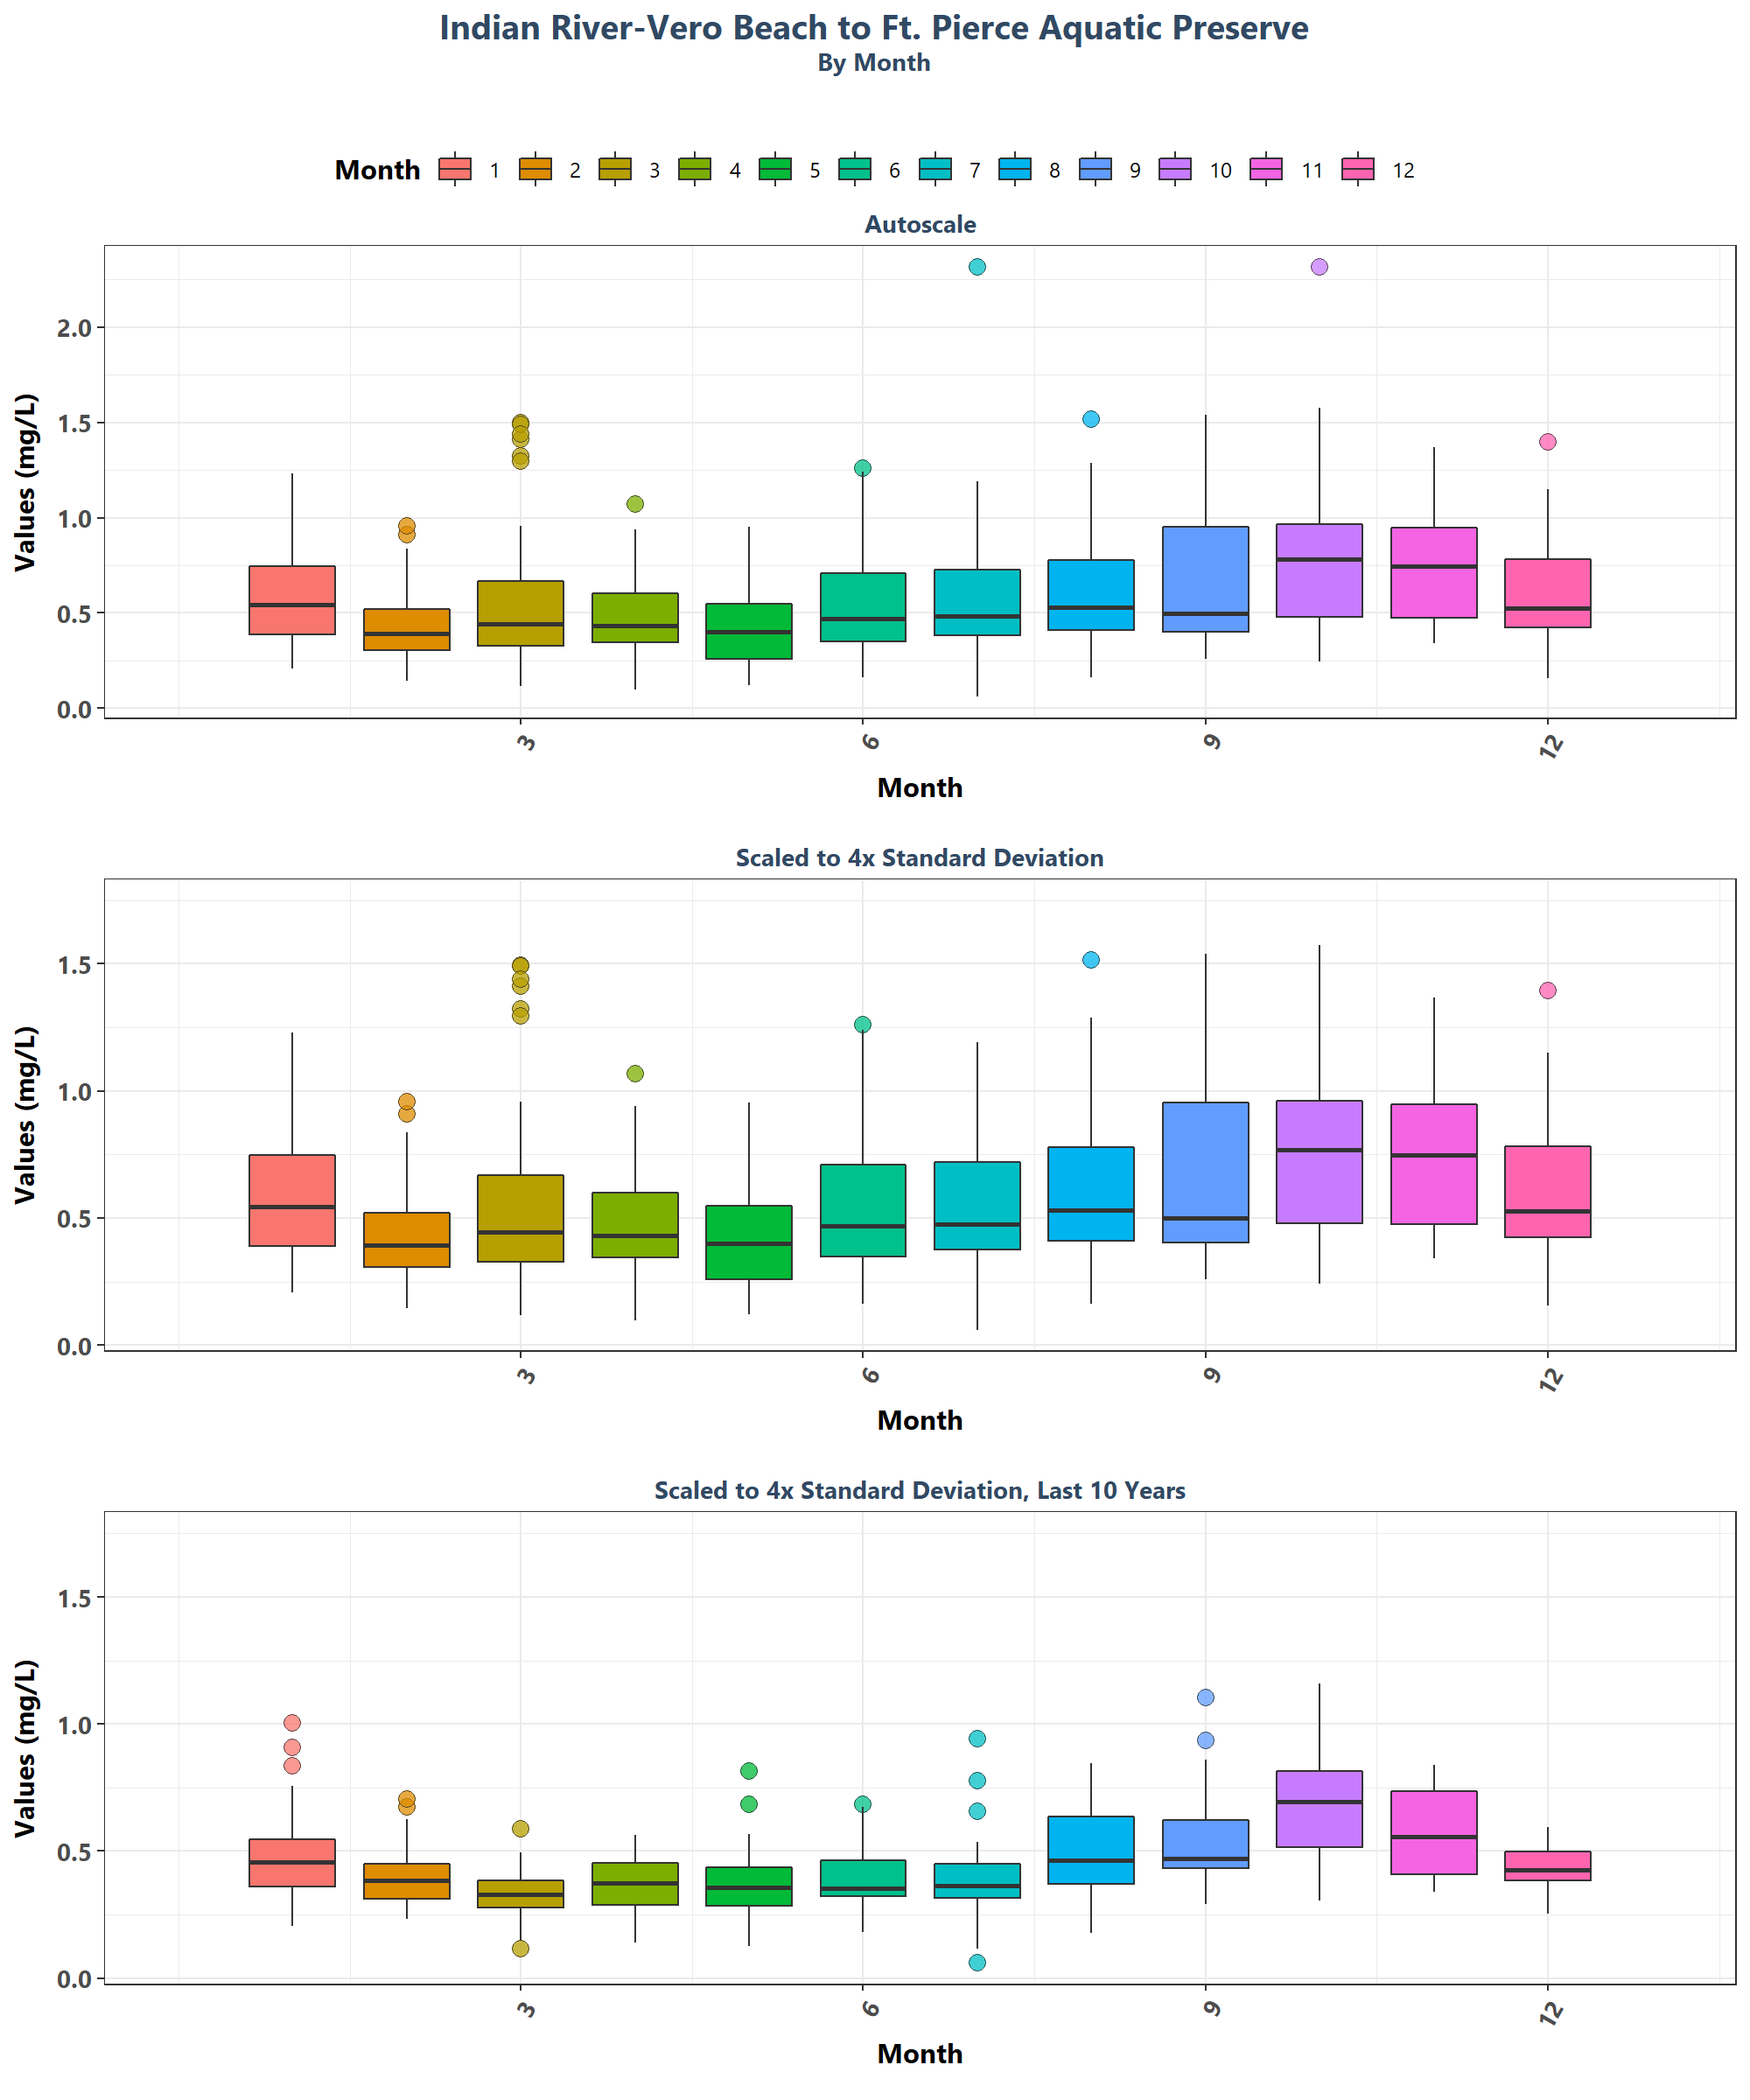 Indian River-Vero Beach to Ft. Pierce Aquatic Preserve
By Month
Month 1 2 3 4 5 6 7 8 9 10 11 12
Autoscale
Values (mg/L)
2.0
1.5
1.0
0.5
0.0
3 6 9 12
Month
Scaled to 4x Standard Deviation
Values (mg/L)
1.5
1.0
0.5
0.0
3 6 9 12
Month
Scaled to 4x Standard Deviation, Last 10 Years
Values (mg/L)
1.5
1.0
0.5
0.0
3 6 9 12
Month